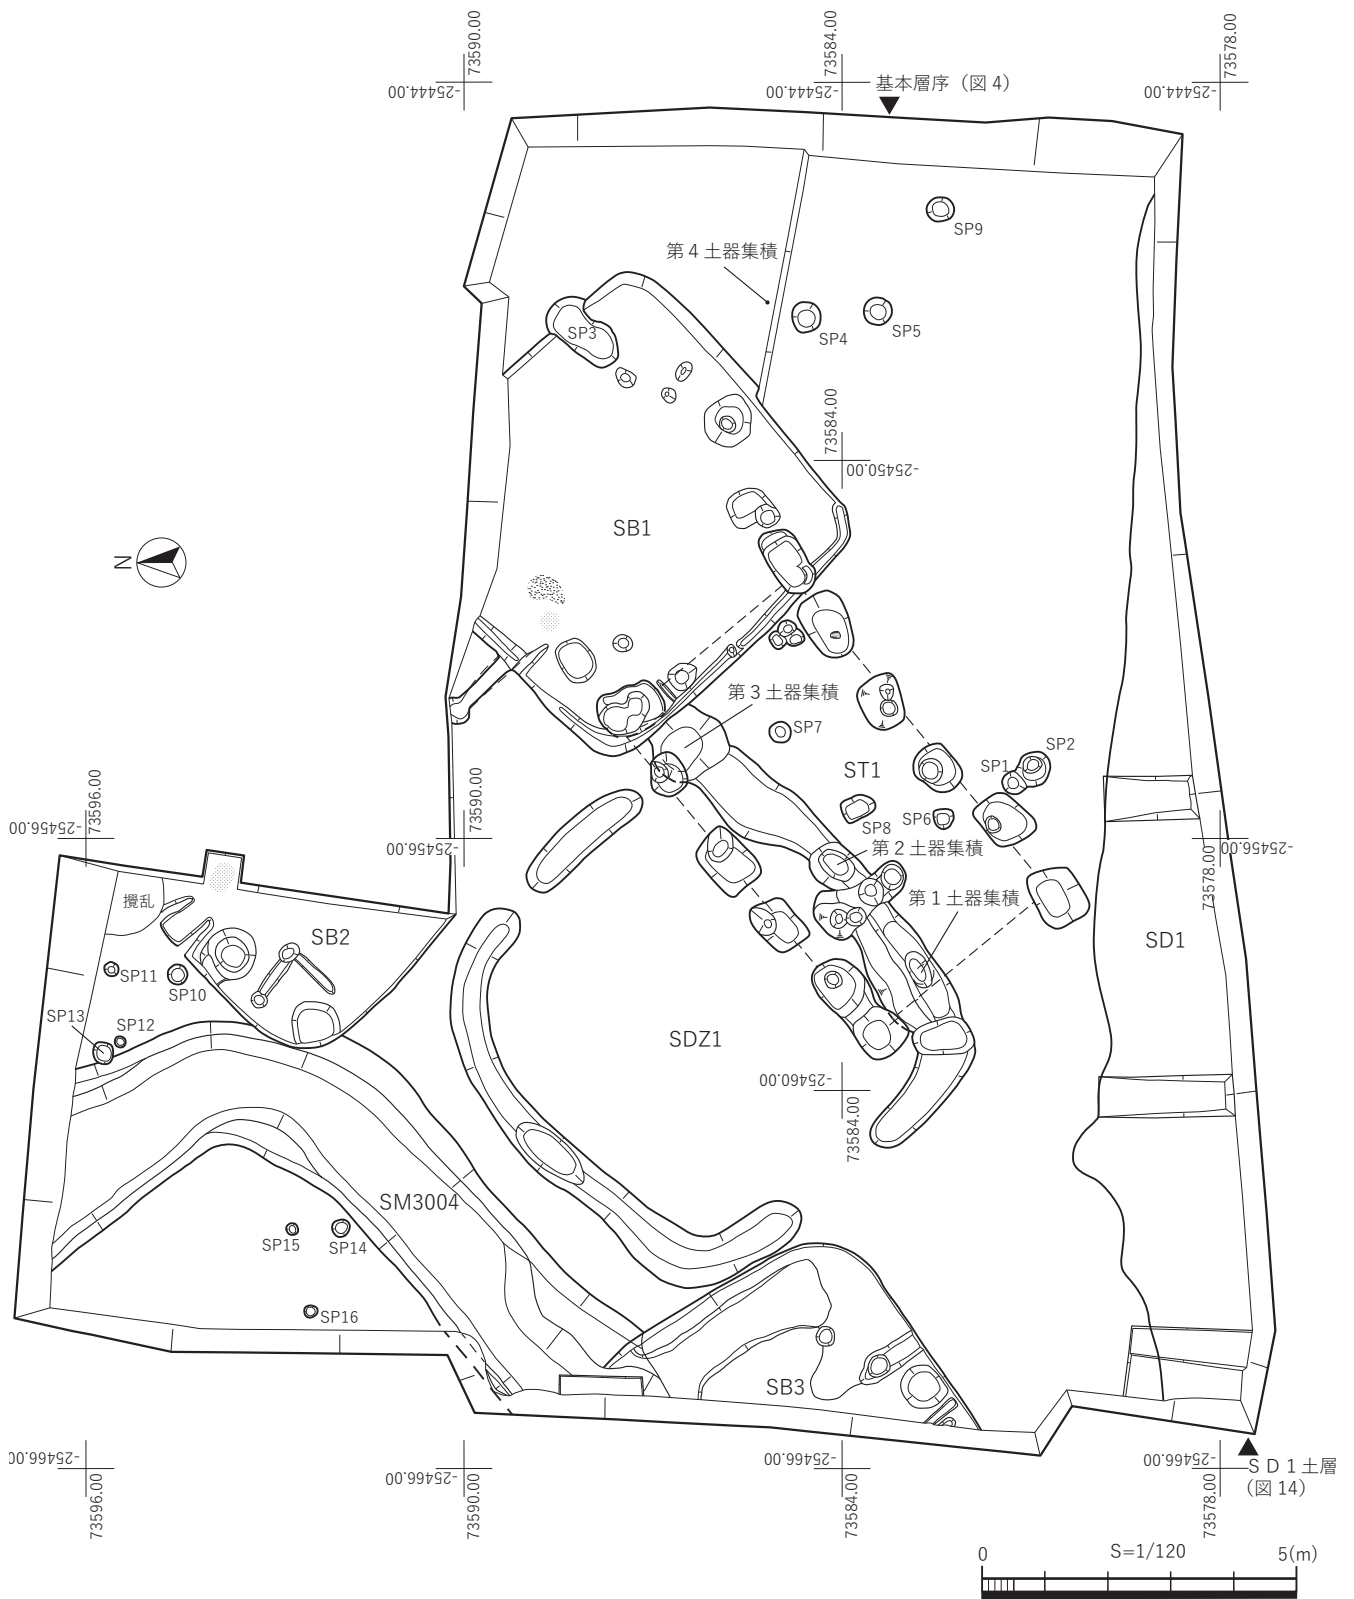 73590.00
73584.00
73578.00
-25444.00
-25444.00
-25444.00
基本層序（図 4）
SP9
第４土器集積
SP3
SP4
SP5
73584.00
-25450.00
SB1
N
第３土器集積
SP7
ST1
SP1
SP2
SP8
SP6
73596.00
-25456.00
73590.00
-25456.00
第２土器集積
73578.00
-25456.00
攪乱
第１土器集積
SB2
SD1
SP11
SP10
SP13
SP12
SDZ1
-25460.00
73584.00
SM3004
SP15
SP14
SP16
SB3
-25466.00
73596.00
-25466.00
73590.00
-25466.00
73584.00
-25466.00
73578.00
ＳＤ１土層
（図 14）
0
S=1/120
5(m)